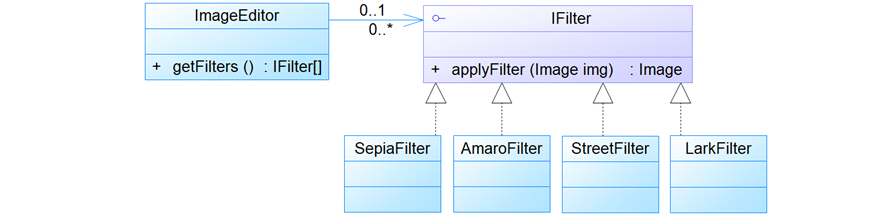 ImageEditor
0..1
IFilter
0..*
+ getFilters () : IFilter[]
+ applyFilter (Image img) : Image
SepiaFilter
AmaroFilter
StreetFilter
LarkFilter